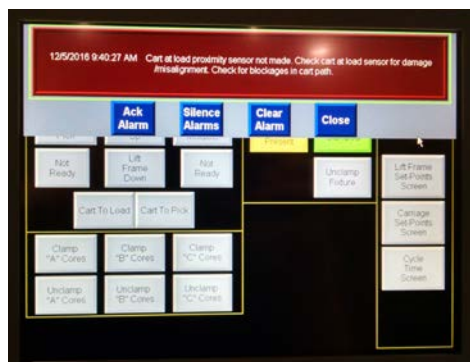 12/5/2016 9:40:27 AM Cart at load proximity sensor not made. Check cart at load sensor for damage
/misalignment. Check for blockages in cart path.
Ack
Alarm
Silence
Alarms
Clear
Alarm
Close
Present
Not
Ready
Lift
Frame
Down
Not
Ready
Unclamp
Fixture
Lift Frame
Set-Points
Screen
Cart To Load
Cart To Pick
Carriage
Set-Points
Screen
Clamp
"A" Cores
Clamp
"B" Cores
Clamp
"C" Cores
Cycle
Time
Screen
Unclamp
"A" Cores
Unclamp
"B" Cores
Unclamp
"C" Cores